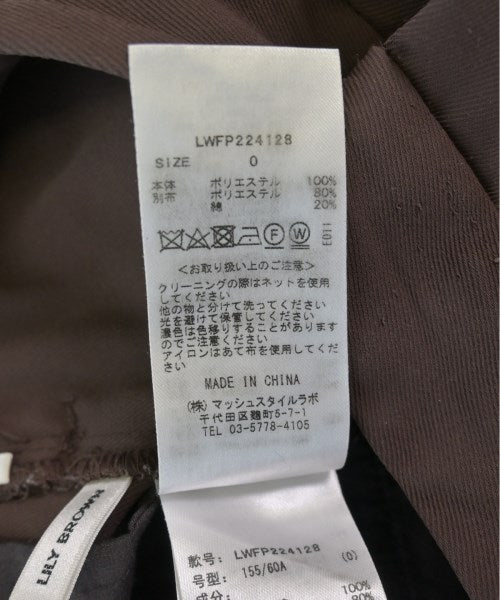 LWFP224128
SIZE 0
本体 ポリエステル 100%
別布 ポリエステル 80%
綿 20%
F W E011
<お取り扱い上のご注意>
クリーニングの際はネットを使用
してください
他の物と分けて洗ってください
光を避けて保管してください
濃色は色移りすることがあります
のでご注意ください
アイロンはあて布を使用してくださ
い
MADE IN CHINA
(株) マッシュスタイルラボ
千代田区麹町5-7-1
TEL 03-5778-4105
LILY BROWN
款号: LWFP224128 (0)
号型: 155/60A
成分: 100%
80%